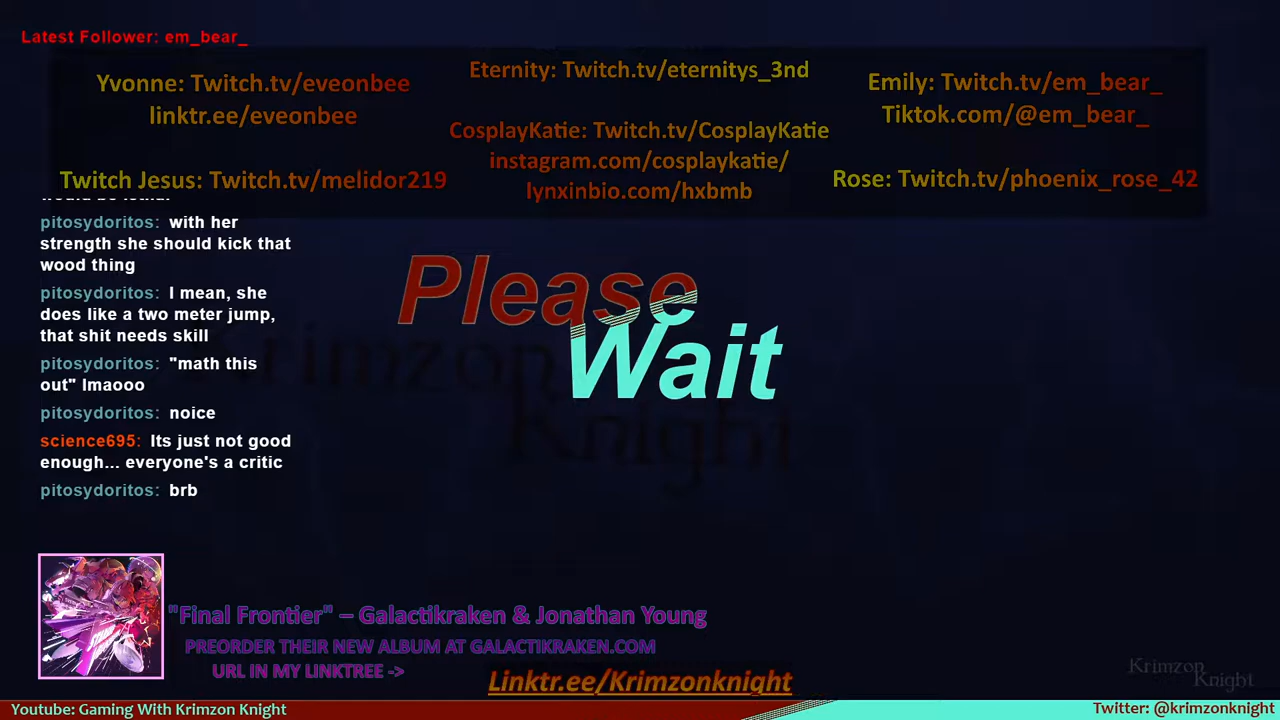 Latest Follower: em_bear_
Yvonne: Twitch.tv/eveonbee
linktr.ee/eveonbee
Twitch Jesus: Twitch.tv/melidor219
Eternity: Twitch.tv/eternitys_3nd
CosplayKatie: Twitch.tv/CosplayKatie
instagram.com/cosplaykatie/
lynxinbio.com/hxbmb
Emily: Twitch.tv/em_bear_
Tiktok.com/@em_bear_
Rose: Twitch.tv/phoenix_rose_42
pitosydoritos: with her
strength she should kick that
wood thing
pitosydoritos: I mean, she
does like a two meter jump,
that shit needs skill
pitosydoritos: "math this
out" lmaooo
pitosydoritos: noice
science695: Its just not good
enough... everyone's a critic
pitosydoritos: brb
Please
Wait
Krimzon
Knight
"Final Frontier" – Galactikraken & Jonathan Young
PREORDER THEIR NEW ALBUM AT GALACTIKRAKEN.COM
URL IN MY LINKTREE ->
Linktr.ee/Krimzonknight
Krimzon
Knight
Youtube: Gaming With Krimzon Knight
Twitter: @krimzonknight